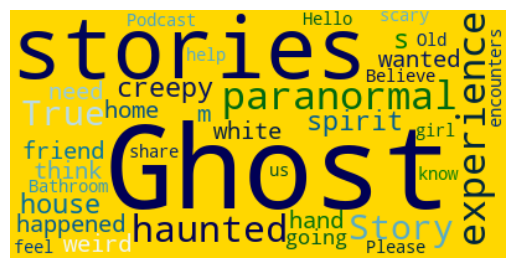 Podcast Hello scary
stories s Old
help wanted
Believe
need creepy paranormal
True home m spirit
white girl
friend share
think us know
Bathroom Ghost
house hand
happened haunted going Story
feel weird Please
experience
encounters